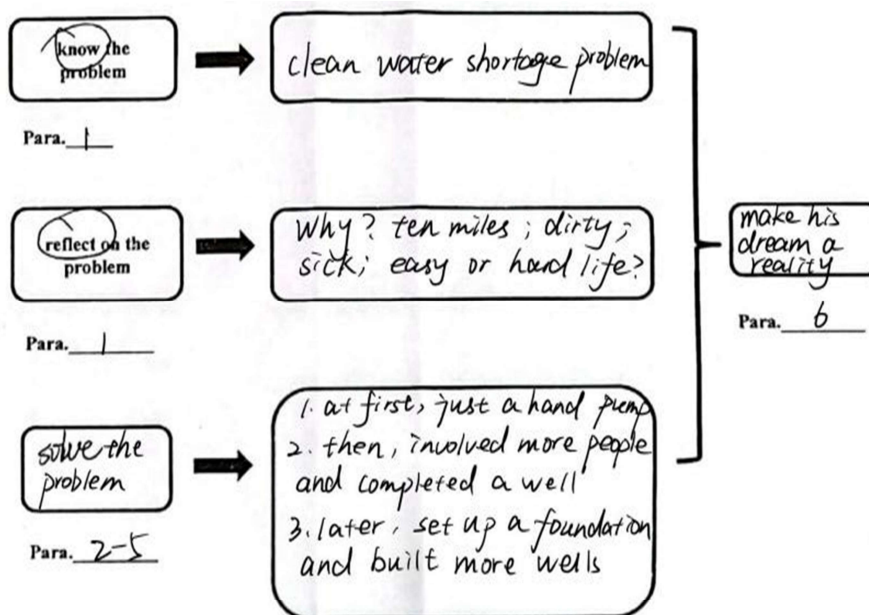 know the
problem
clean water shortage problem
Para. 1
reflect on the
problem
Why? ten miles; dirty;
sick; easy or hard life?
Para. 1
make his
dream a
reality
Para. 6
solve the
problem
1. at first, just a hand pump
2. then, involved more people
and completed a well
3. later, set up a foundation
and built more wells
Para. 2-5